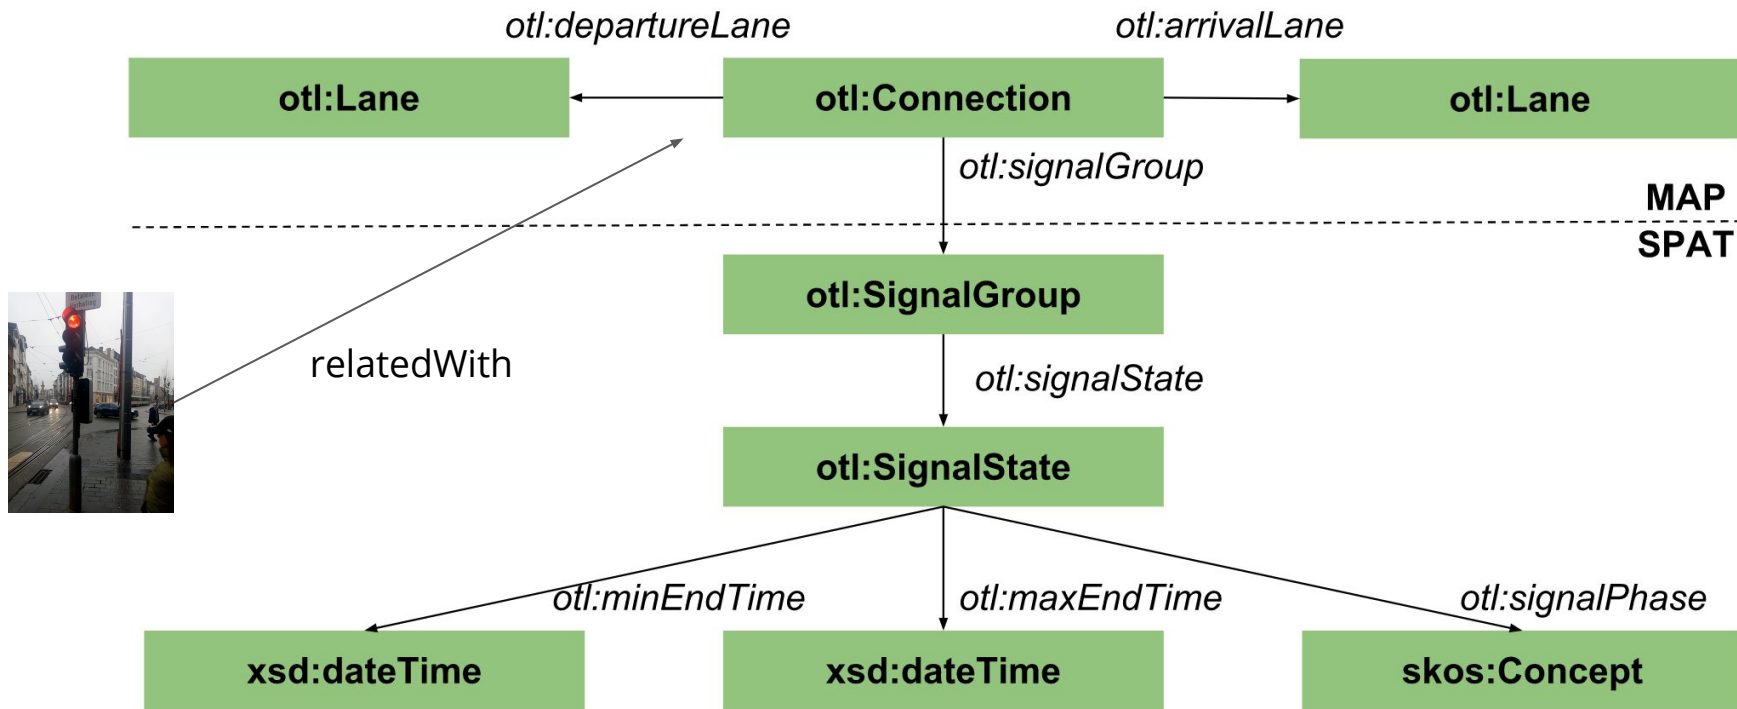 otl:departureLane
otl:arrivalLane
otl:Lane
otl:Connection
otl:Lane
otl:signalGroup
MAP
SPAT
otl:SignalGroup
relatedWith
otl:signalState
otl:SignalState
otl:minEndTime
otl:maxEndTime
otl:signalPhase
xsd:dateTime
xsd:dateTime
skos:Concept